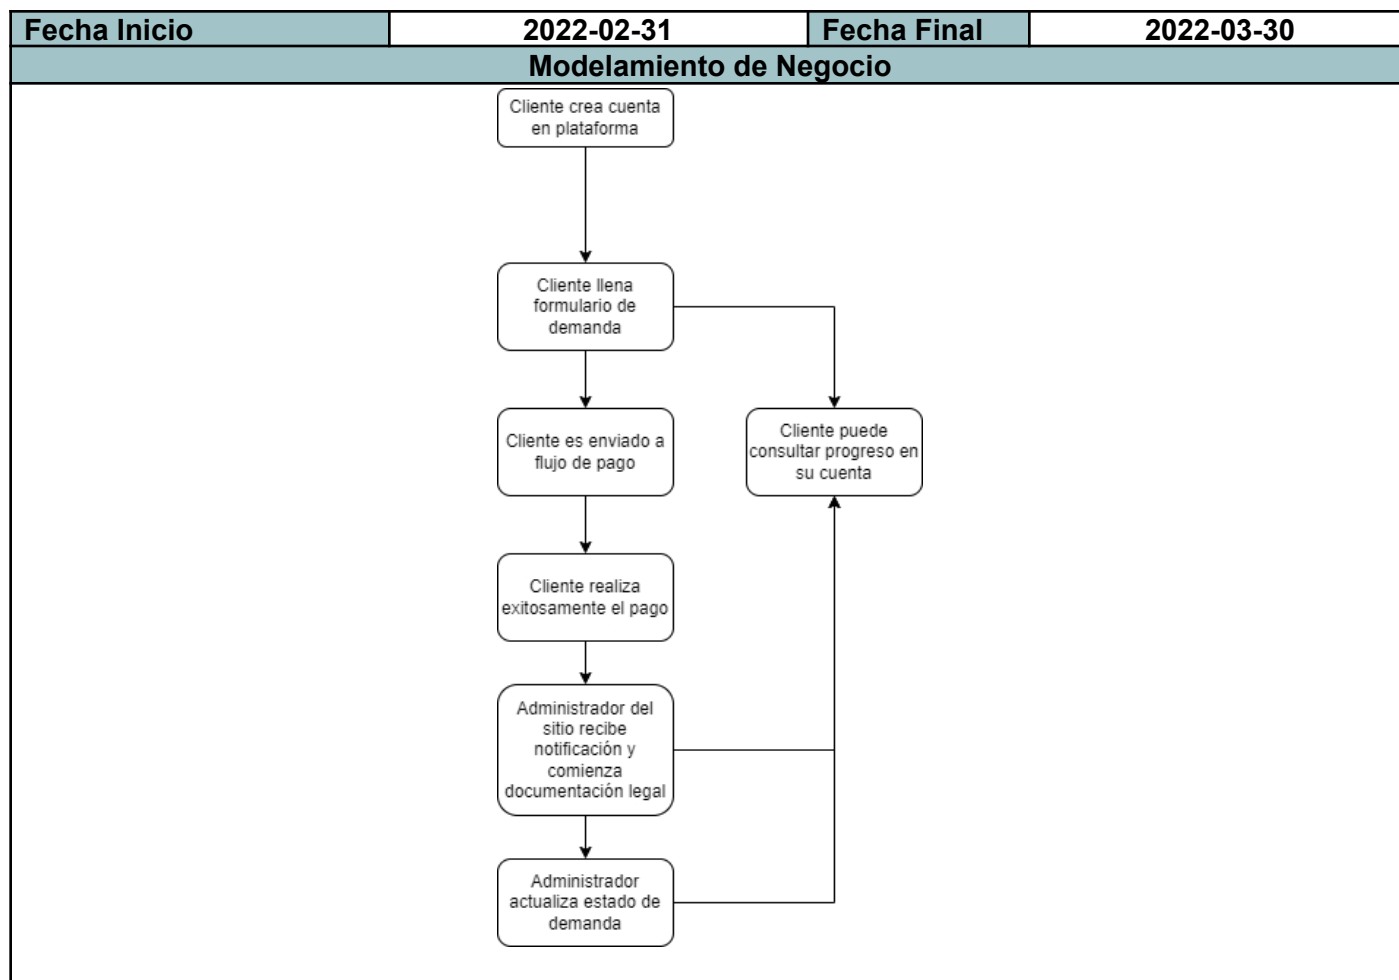 Fecha Inicio 2022-02-31 Fecha Final 2022-03-30
Modelamiento de Negocio
Cliente crea cuenta
en plataforma
Cliente llena
formulario de
demanda
Cliente es enviado a
flujo de pago
Cliente puede
consultar progreso en
su cuenta
Cliente realiza
exitosamente el pago
Administrador del
sitio recibe
notificación y
comienza
documentación legal
Administrador
actualiza estado de
demanda